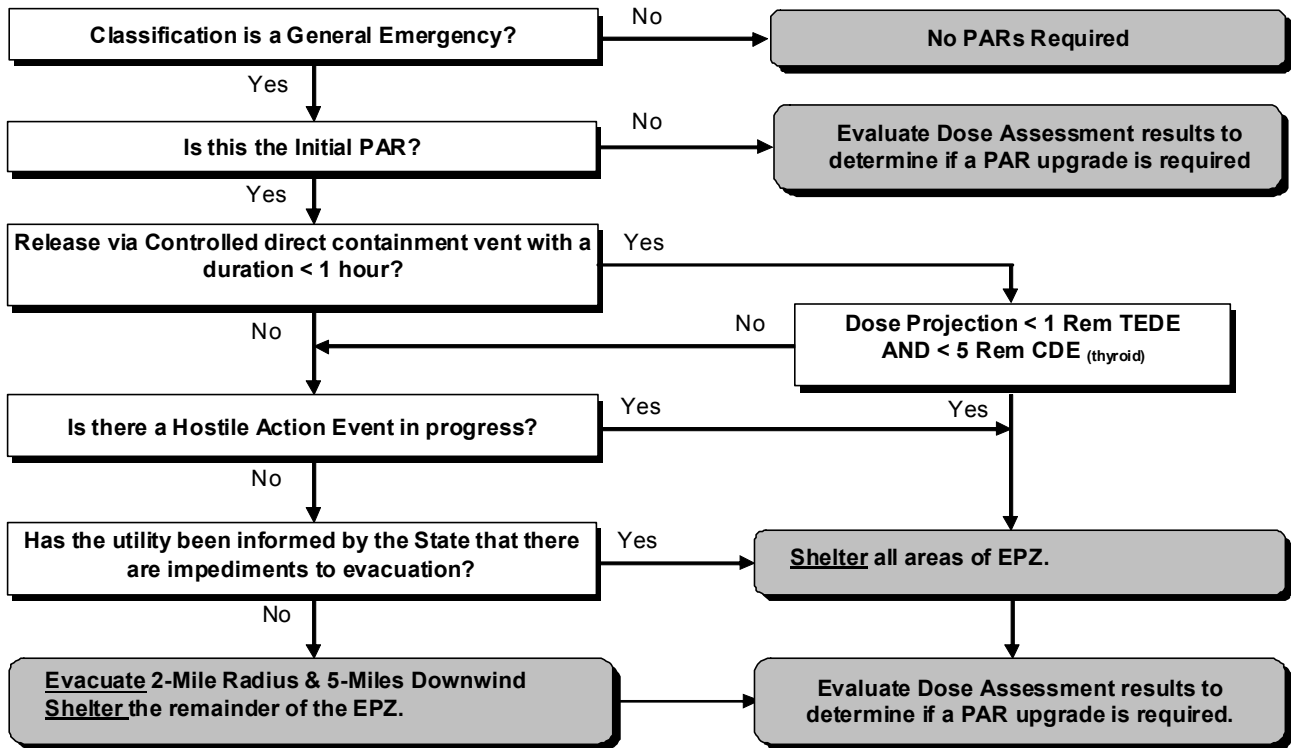 Classification is a General Emergency?
No
No PARs Required
Yes
Is this the Initial PAR?
No
Evaluate Dose Assessment results to
determine if a PAR upgrade is required
Yes
Release via Controlled direct containment vent with a
duration < 1 hour?
Yes
No
Dose Projection < 1 Rem TEDE
AND < 5 Rem CDE (thyroid)
No
Yes
Is there a Hostile Action Event in progress?
Yes
No
Has the utility been informed by the State that there
are impediments to evacuation?
Yes
Shelter all areas of EPZ.
No
Evacuate 2-Mile Radius & 5-Miles Downwind
Shelter the remainder of the EPZ.
Evaluate Dose Assessment results to
determine if a PAR upgrade is required.